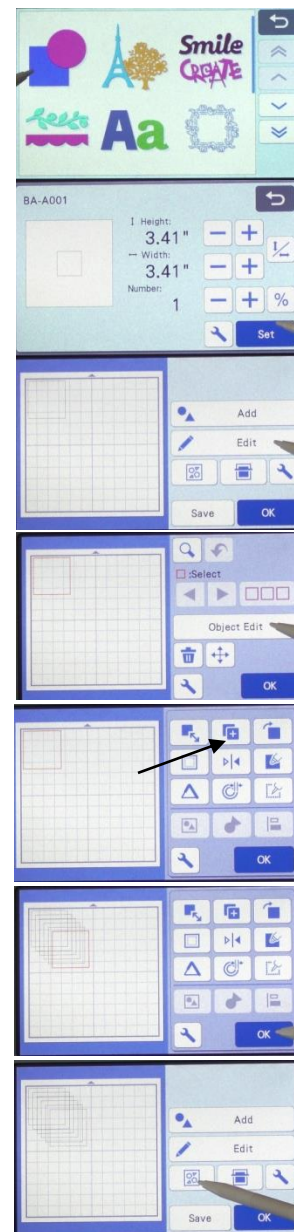 Smile
CREATE
hello
Aa
BA-A001
Height:
3.41"
Width:
3.41"
Number:
1
%
Set
Add
Edit
Save
OK
:Select
Object Edit
OK
OK
OK
Add
Edit
Save
OK